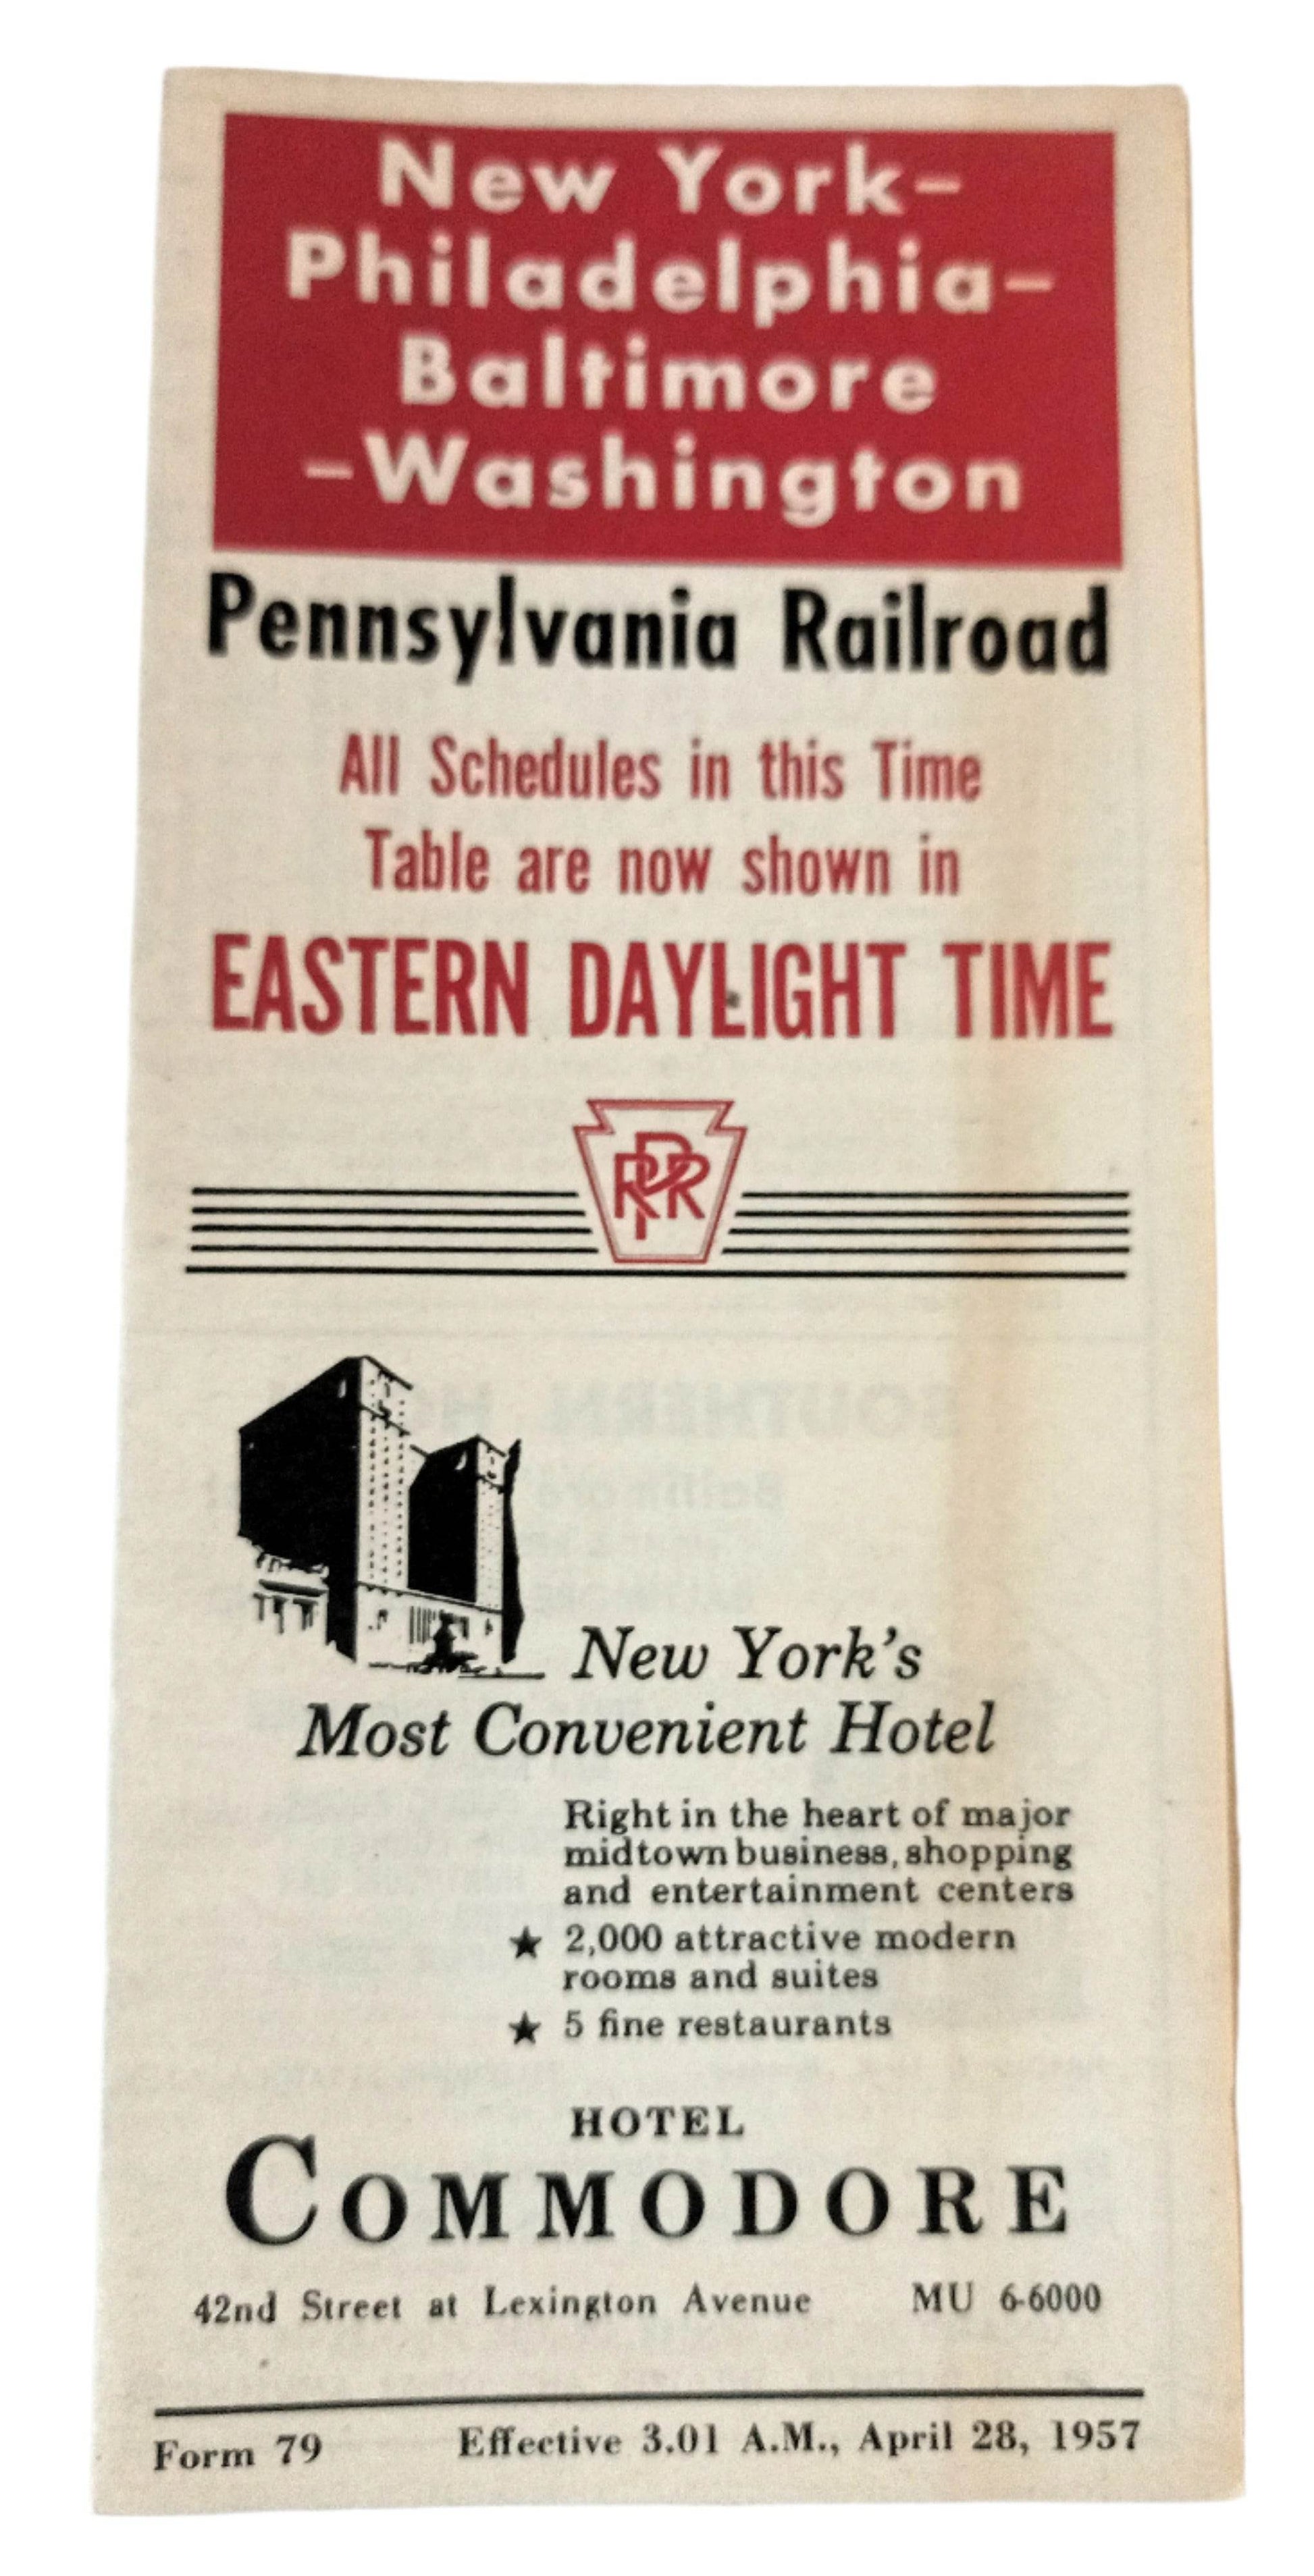 New York-
Philadelphia-
Baltimore
-Washington
Pennsylvania Railroad
All Schedules in this Time
Table are now shown in
EASTERN DAYLIGHT TIME
PRR
New York's
Most Convenient Hotel
Right in the heart of major
midtown business, shopping
and entertainment centers
★ 2,000 attractive modern
rooms and suites
★ 5 fine restaurants
HOTEL
COMMODORE
42nd Street at Lexington Avenue MU 6-6000
Form 79 Effective 3.01 A.M., April 28, 1957